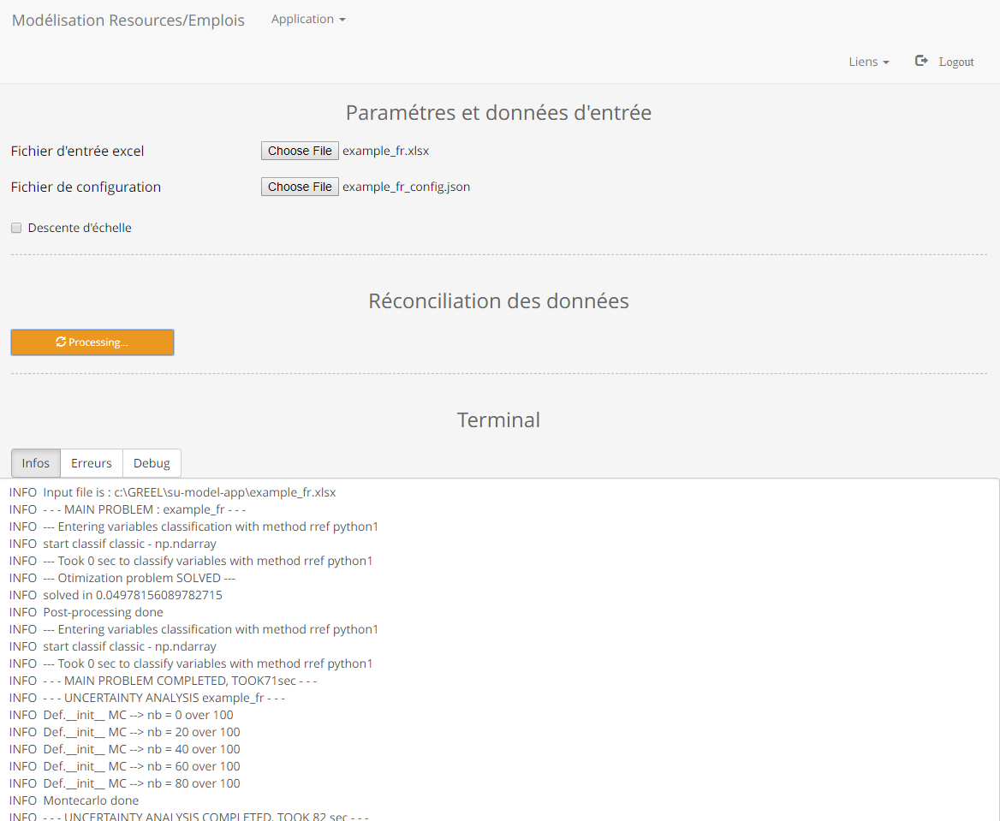 Modélisation Resources/Emplois Application
Liens Logout
Paramétres et données d'entrée
Fichier d'entrée excel Choose File example_fr.xlsx
Fichier de configuration Choose File example_fr_config.json
Descente d'échelle
Réconciliation des données
Processing...
Terminal
Infos Erreurs Debug
INFO Input file is : c:\GREEL\su-model-app\example_fr.xlsx
INFO - - - MAIN PROBLEM : example_fr - - -
INFO --- Entering variables classification with method rref python1
INFO start classif classic - np.ndarray
INFO --- Took 0 sec to classify variables with method rref python1
INFO --- Otimization problem SOLVED ---
INFO solved in 0.04978156089782715
INFO Post-processing done
INFO --- Entering variables classification with method rref python1
INFO start classif classic - np.ndarray
INFO --- Took 0 sec to classify variables with method rref python1
INFO - - - MAIN PROBLEM COMPLETED, TOOK71sec - - -
INFO - - - UNCERTAINTY ANALYSIS example_fr - - -
INFO Def.__init__ MC --> nb = 0 over 100
INFO Def.__init__ MC --> nb = 20 over 100
INFO Def.__init__ MC --> nb = 40 over 100
INFO Def.__init__ MC --> nb = 60 over 100
INFO Def.__init__ MC --> nb = 80 over 100
INFO Montecarlo done
INFO - - - UNCERTAINTY ANALYSIS COMPLETED, TOOK 82 sec - - -